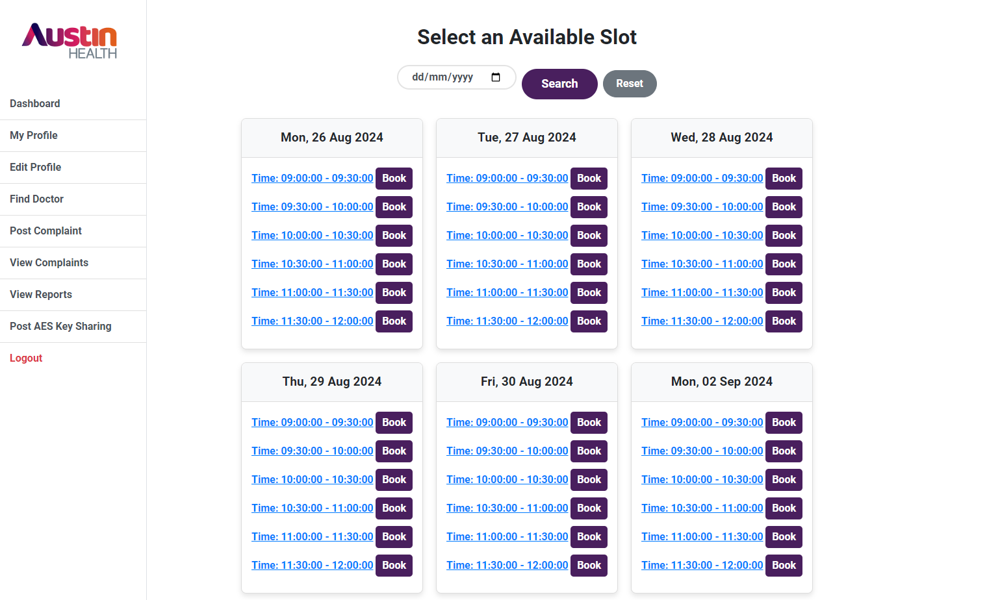 Austin
HEALTH
Dashboard
My Profile
Edit Profile
Find Doctor
Post Complaint
View Complaints
View Reports
Post AES Key Sharing
Logout
Select an Available Slot
dd/mm/yyyy Search Reset
Mon, 26 Aug 2024
Time: 09:00:00 - 09:30:00 Book
Time: 09:30:00 - 10:00:00 Book
Time: 10:00:00 - 10:30:00 Book
Time: 10:30:00 - 11:00:00 Book
Time: 11:00:00 - 11:30:00 Book
Time: 11:30:00 - 12:00:00 Book
Tue, 27 Aug 2024
Time: 09:00:00 - 09:30:00 Book
Time: 09:30:00 - 10:00:00 Book
Time: 10:00:00 - 10:30:00 Book
Time: 10:30:00 - 11:00:00 Book
Time: 11:00:00 - 11:30:00 Book
Time: 11:30:00 - 12:00:00 Book
Wed, 28 Aug 2024
Time: 09:00:00 - 09:30:00 Book
Time: 09:30:00 - 10:00:00 Book
Time: 10:00:00 - 10:30:00 Book
Time: 10:30:00 - 11:00:00 Book
Time: 11:00:00 - 11:30:00 Book
Time: 11:30:00 - 12:00:00 Book
Thu, 29 Aug 2024
Time: 09:00:00 - 09:30:00 Book
Time: 09:30:00 - 10:00:00 Book
Time: 10:00:00 - 10:30:00 Book
Time: 10:30:00 - 11:00:00 Book
Time: 11:00:00 - 11:30:00 Book
Time: 11:30:00 - 12:00:00 Book
Fri, 30 Aug 2024
Time: 09:00:00 - 09:30:00 Book
Time: 09:30:00 - 10:00:00 Book
Time: 10:00:00 - 10:30:00 Book
Time: 10:30:00 - 11:00:00 Book
Time: 11:00:00 - 11:30:00 Book
Time: 11:30:00 - 12:00:00 Book
Mon, 02 Sep 2024
Time: 09:00:00 - 09:30:00 Book
Time: 09:30:00 - 10:00:00 Book
Time: 10:00:00 - 10:30:00 Book
Time: 10:30:00 - 11:00:00 Book
Time: 11:00:00 - 11:30:00 Book
Time: 11:30:00 - 12:00:00 Book